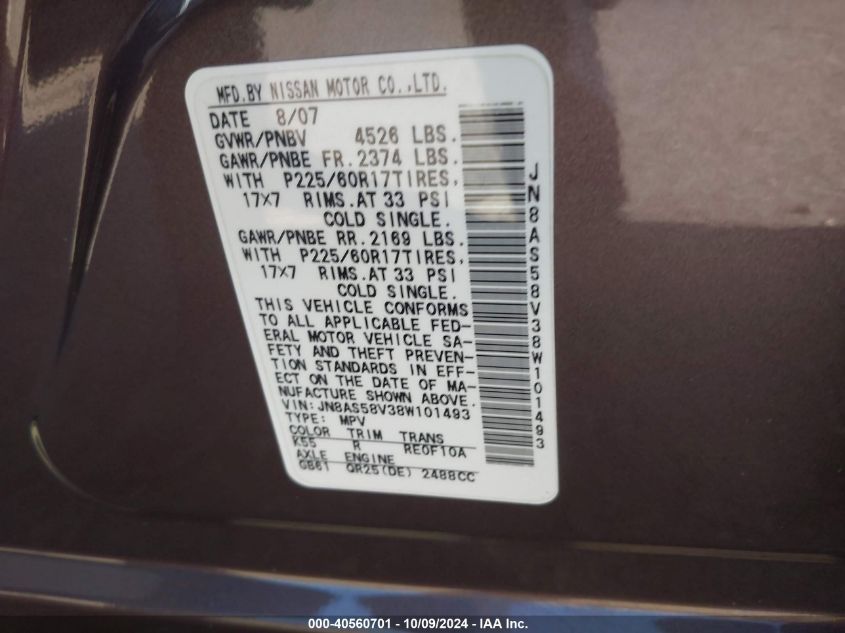 MFD.BY NISSAN MOTOR CO.,LTD.
DATE 8/07
GVWR/PNBV 4526 LBS.
GAWR/PNBE FR.2374 LBS.
WITH P225/60R17TIRES,
17X7 RIMS.AT 33 PSI
COLD SINGLE.
GAWR/PNBE RR.2169 LBS.
WITH P225/60R17TIRES,
17X7 RIMS.AT 33 PSI
COLD SINGLE.
THIS VEHICLE CONFORMS
TO ALL APPLICABLE FED-
ERAL MOTOR VEHICLE SA-
FETY AND THEFT PREVEN-
TION STANDARDS IN EFF-
ECT ON THE DATE OF MA-
NUFACTURE SHOWN ABOVE.
VIN:JN8AS58V38W101493
TYPE: MPV
COLOR TRIM TRANS
K55 R RE0F10A
AXLE ENGINE
GB61 QR25(DE) 2488CC
JN8AS58V38W101493
000-40560701 - 10/09/2024 - IAA Inc.